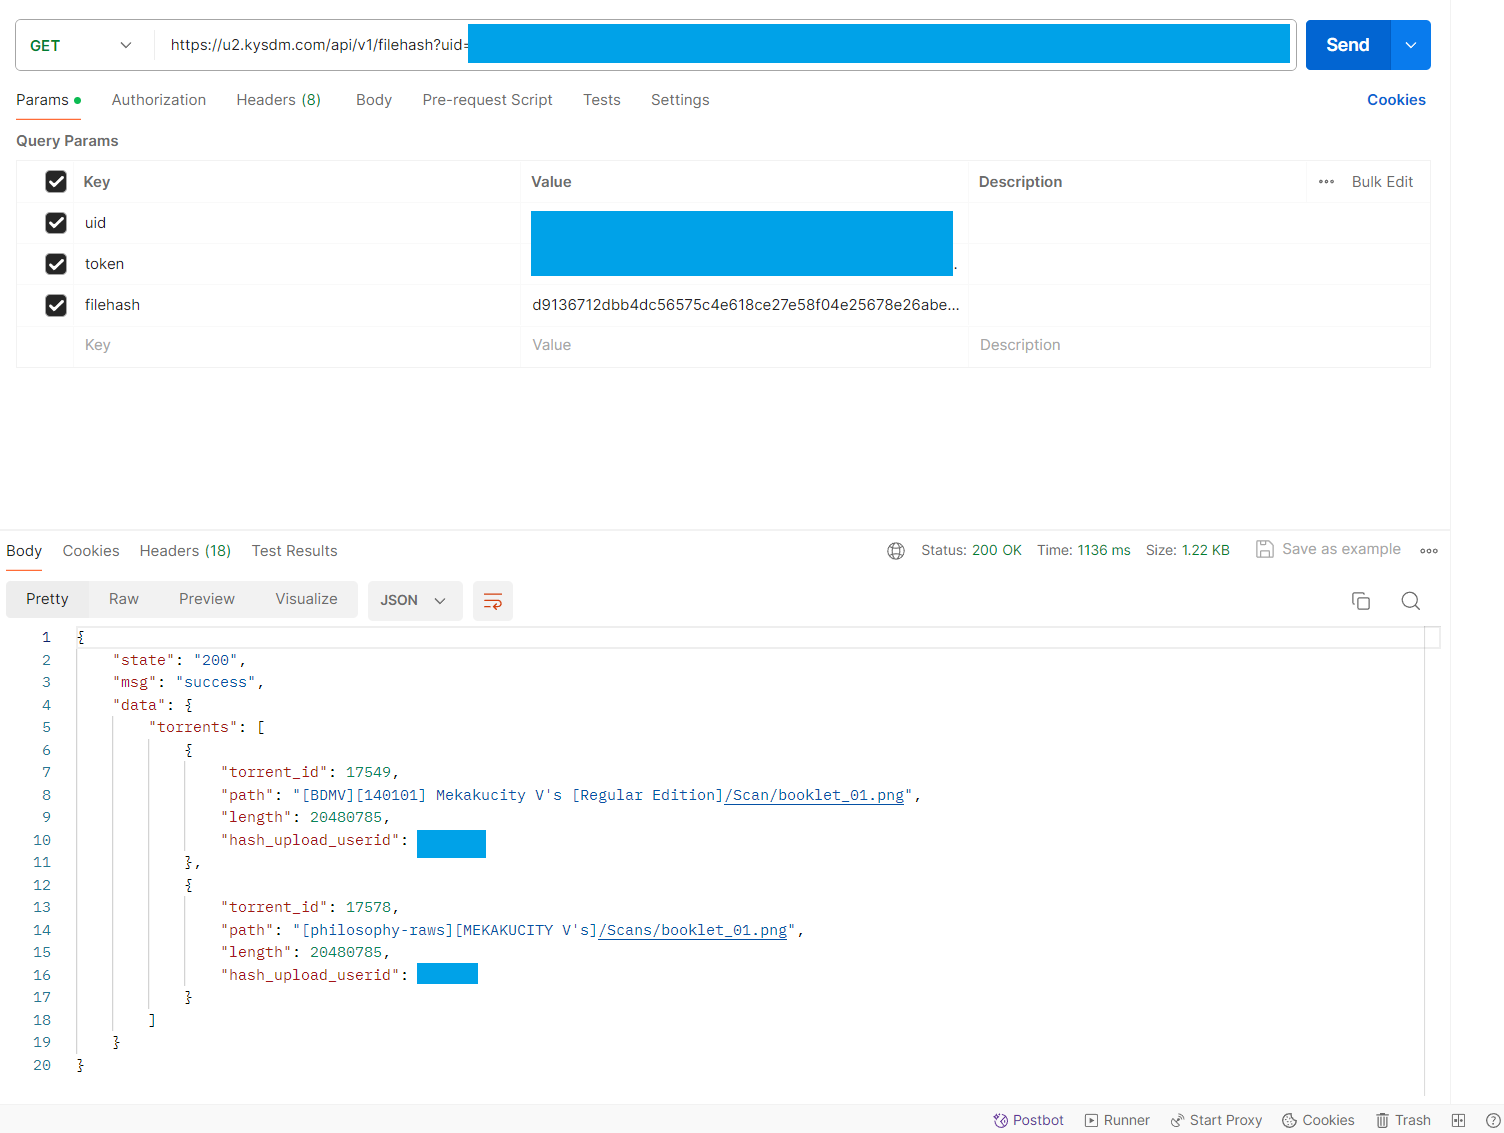 GET https://u2.kysdm.com/api/v1/filehash?uid= Send
Params Authorization Headers (8) Body Pre-request Script Tests Settings Cookies
Query Params
Key Value Description Bulk Edit
uid
token .
filehash d9136712dbb4dc56575c4e618ce27e58f04e25678e26abe...
Key Value Description
Body Cookies Headers (18) Test Results Status: 200 OK Time: 1136 ms Size: 1.22 KB Save as example
Pretty Raw Preview Visualize JSON
1 {
2 "state": "200",
3 "msg": "success",
4 "data": {
5 "torrents": [
6 {
7 "torrent_id": 17549,
8 "path": "[BDMV][140101] Mekakucity V's [Regular Edition]/Scan/booklet_01.png",
9 "length": 20480785,
10 "hash_upload_userid":
11 },
12 {
13 "torrent_id": 17578,
14 "path": "[philosophy-raws][MEKAKUCITY V's]/Scans/booklet_01.png",
15 "length": 20480785,
16 "hash_upload_userid":
17 }
18 ]
19 }
20 }
Postbot Runner Start Proxy Cookies Trash